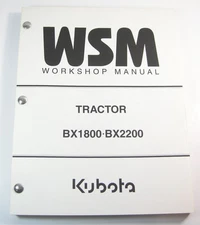 WSM
WORKSHOP MANUAL
TRACTOR
BX1800·BX2200
Kubota